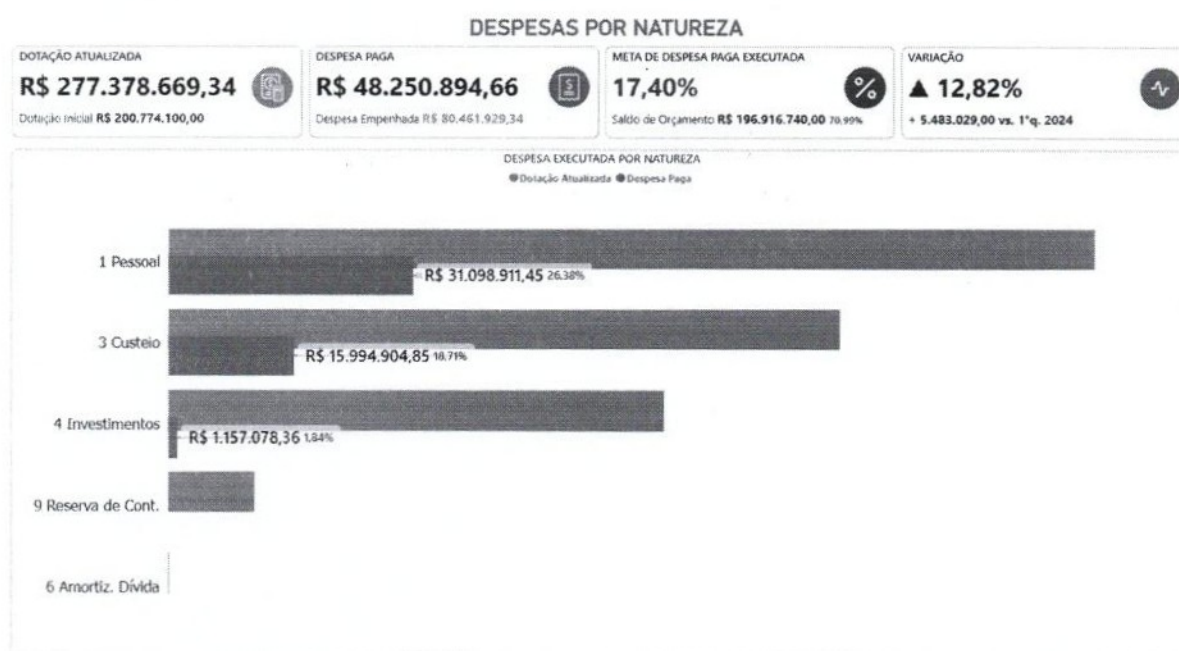 DESPESAS POR NATUREZA
DOTAÇÃO ATUALIZADA
R$ 277.378.669,34
Dotação Inicial R$ 200.774.100,00
DESPESA PAGA
R$ 48.250.894,66
Despesa Empenhada R$ 80.461.929,34
META DE DESPESA PAGA EXECUTADA
17,40%
%
Saldo de Orçamento R$ 196.916.740,00 70,99%
VARIAÇÃO
▲ 12,82%
+ 5.483.029,00 vs. 1°q. 2024
DESPESA EXECUTADA POR NATUREZA
Dotação Atualizada Despesa Paga
1 Pessoal
R$ 31.098.911,45 26,38%
3 Custeio
R$ 15.994.904,85 18,71%
4 Investimentos
R$ 1.157.078,36 1,84%
9 Reserva de Cont.
6 Amortiz. Dívida